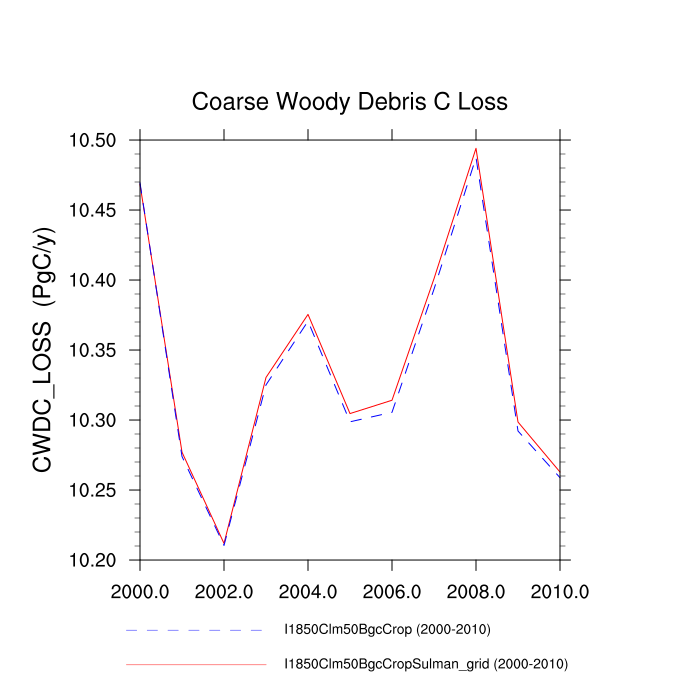 Coarse Woody Debris C Loss
CWDC_LOSS (PgC/y)
10.50
10.45
10.40
10.35
10.30
10.25
10.20
2000.0 2002.0 2004.0 2006.0 2008.0 2010.0
I1850Clm50BgcCrop (2000-2010)
I1850Clm50BgcCropSulman_grid (2000-2010)